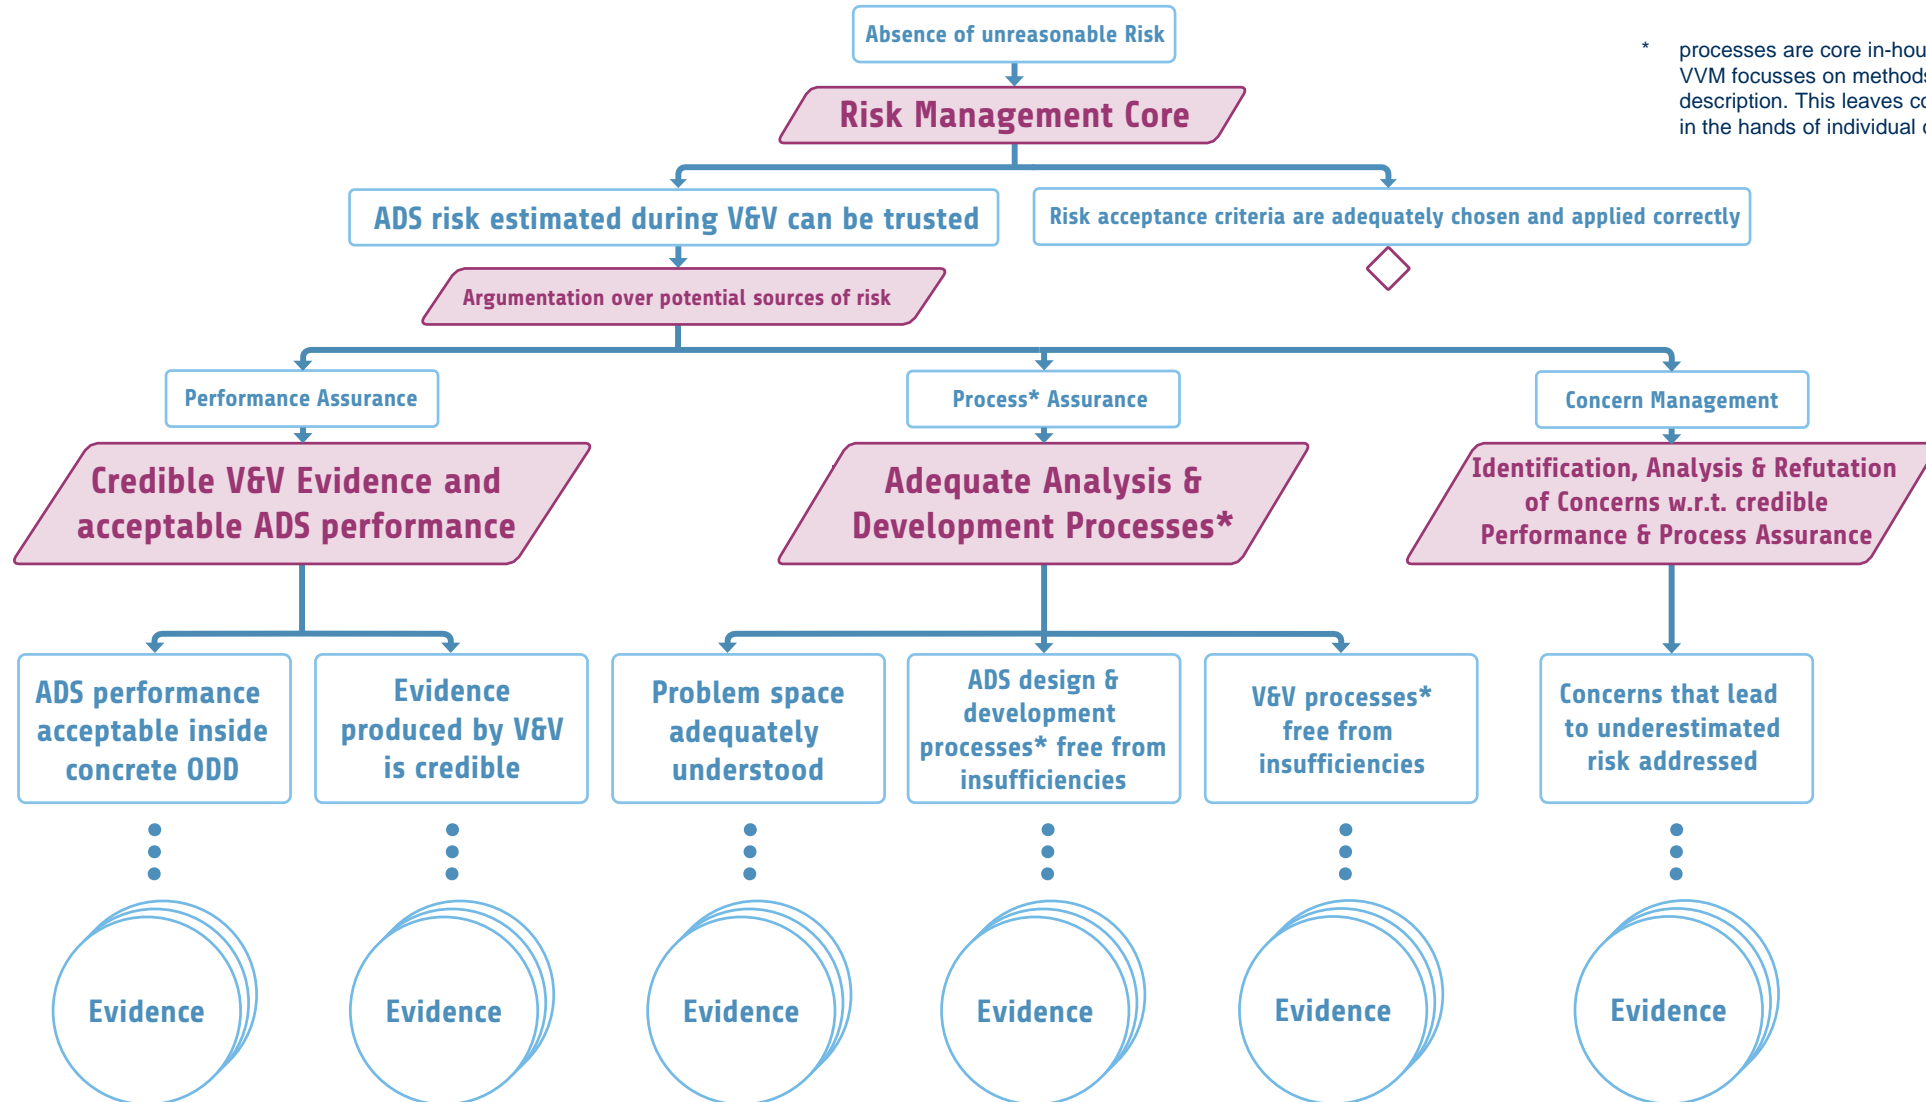 Absence of unreasonable Risk
*
processes are core in-hou
VVM focusses on methods
description. This leaves co
in the hands of individual c
Risk Management Core
ADS risk estimated during V&V can be trusted
Risk acceptance criteria are adequately chosen and applied correctly
Argumentation over potential sources of risk
Performance Assurance
Process* Assurance
Concern Management
Credible V&V Evidence and
acceptable ADS performance
Adequate Analysis &
Development Processes*
Identification, Analysis & Refutation
of Concerns w.r.t. credible
Performance & Process Assurance
ADS performance
acceptable inside
concrete ODD
Evidence
produced by V&V
is credible
Problem space
adequately
understood
ADS design &
development
processes* free from
insufficiencies
V&V processes*
free from
insufficiencies
Concerns that lead
to underestimated
risk addressed
Evidence
Evidence
Evidence
Evidence
Evidence
Evidence